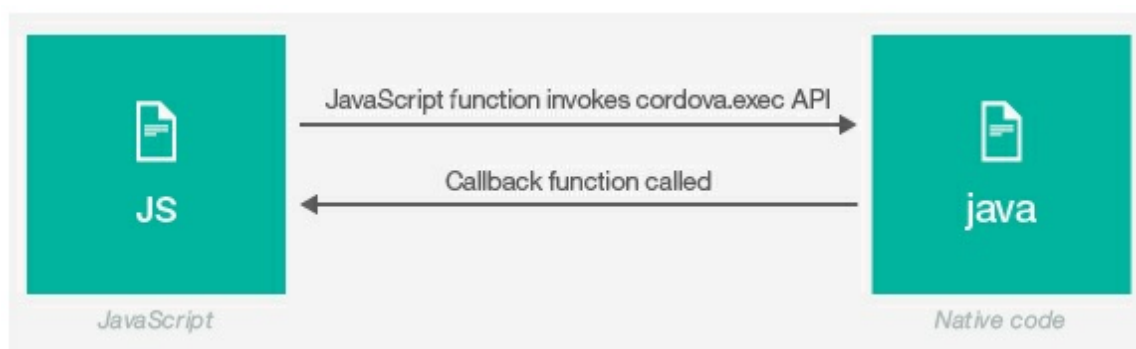 JavaScript function invokes cordova.exec API
Callback function called
JS
java
JavaScript
Native code